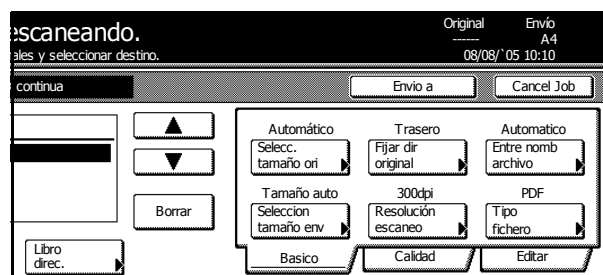 escaneando.
ales y seleccionar destino.
Original Envío
------ A4
08/08/`05 10:10
continua
Envio a
Cancel Job
Borrar
Libro
direc.
Automático Trasero Automatico
Selecc.
tamaño ori
Fijar dir
original
Entre nomb
archivo
Tamaño auto 300dpi PDF
Seleccion
tamaño env
Resolución
escaneo
Tipo
fichero
Basico Calidad Editar